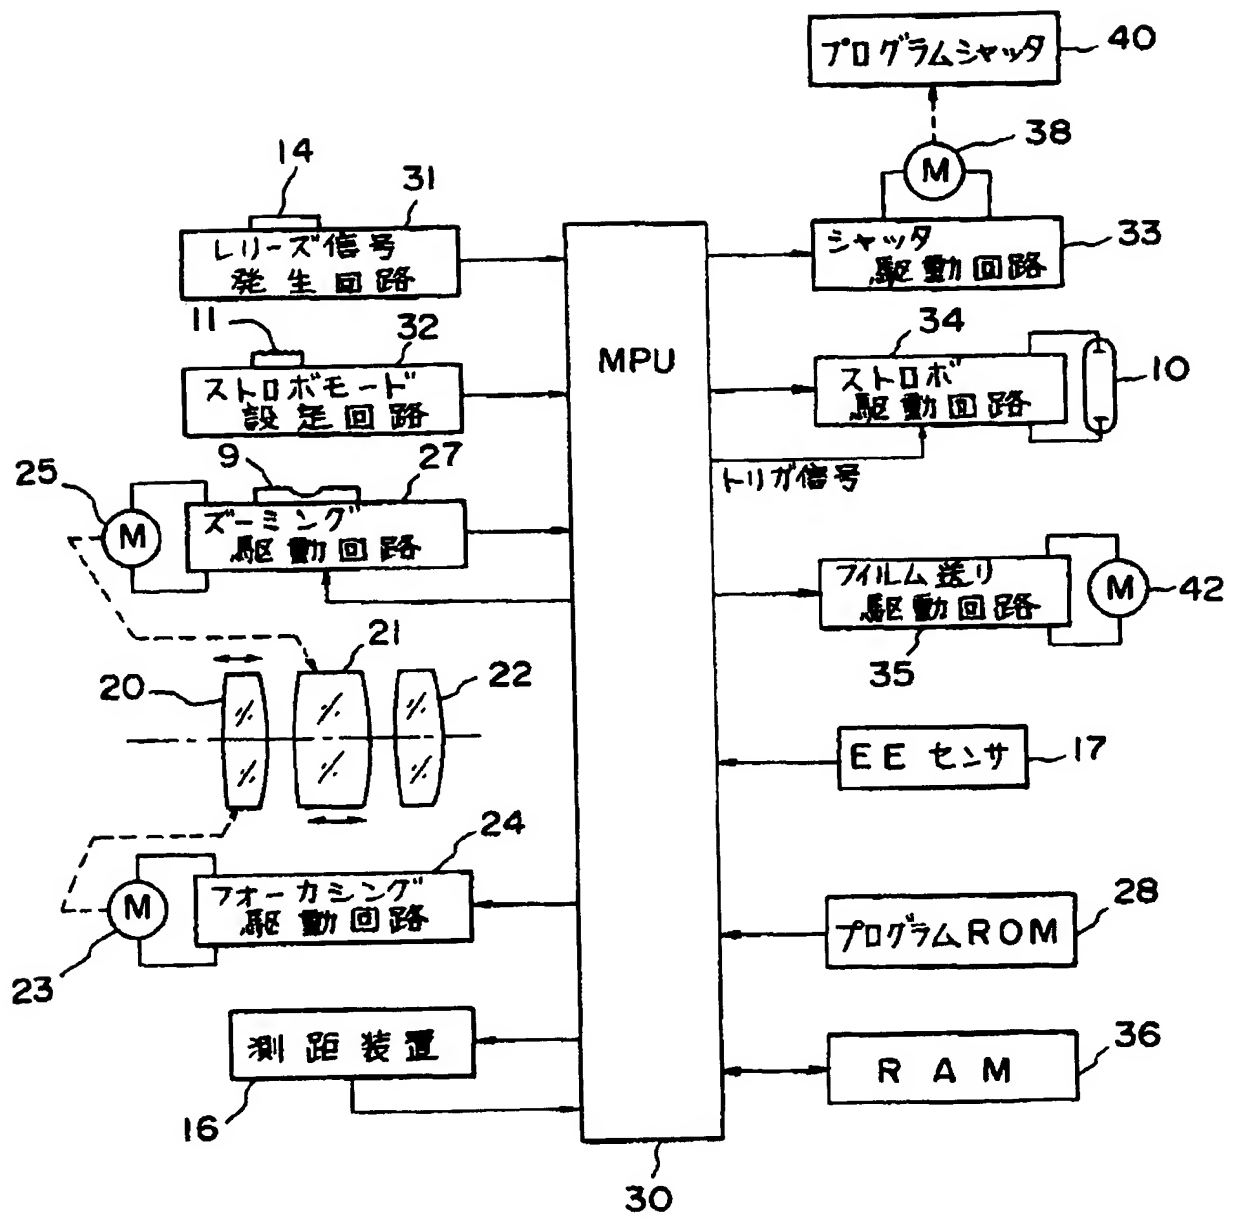 プログラムシャッタ
40
38
M
14
31
レリーズ信号
発生回路
シャッタ
駆動回路
33
11
32
ストロボモード
設定回路
MPU
34
ストロボ
駆動回路
10
トリガ信号
25
M
9
27
ズーミング
駆動回路
フィルム送り
駆動回路
M
42
35
20
21
22
EEセンサ
17
24
フォーカシング
駆動回路
M
23
プログラムROM
28
測距装置
16
RAM
36
30